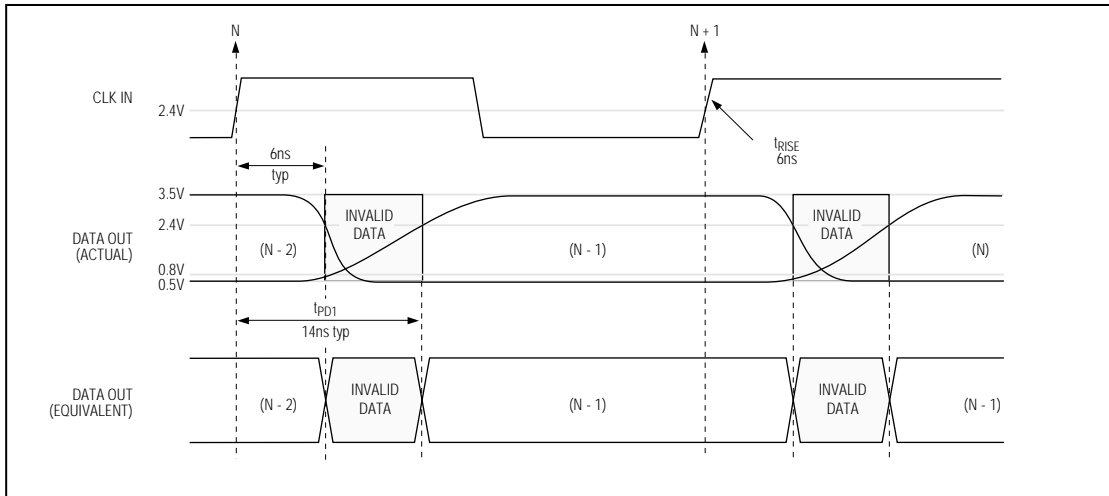 N
N + 1
CLK IN
2.4V
6ns
typ
tRISE
6ns
3.5V
2.4V
DATA OUT
(ACTUAL)
0.8V
0.5V
(N - 2)
INVALID
DATA
(N - 1)
INVALID
DATA
(N)
tPD1
14ns typ
DATA OUT
(EQUIVALENT)
(N - 2)
INVALID
DATA
(N - 1)
INVALID
DATA
(N - 1)